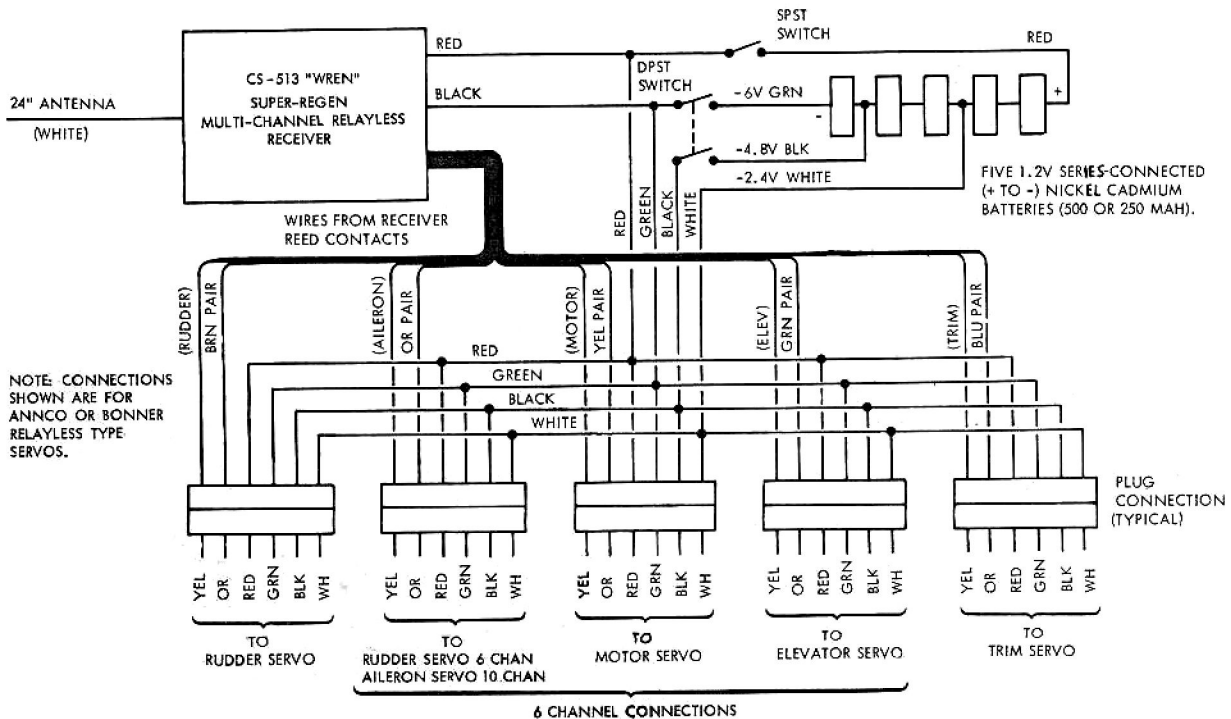 SPST
SWITCH
RED
RED
CS-513 "WREN"
SUPER-REGEN
MULTI-CHANNEL RELAYLESS
RECEIVER
DPST
SWITCH
24" ANTENNA
(WHITE)
BLACK
-6V GRN
-
+
-4.8V BLK
-2.4V WHITE
FIVE 1.2V SERIES-CONNECTED
(+ TO -) NICKEL CADMIUM
BATTERIES (500 OR 250 MAH).
WIRES FROM RECEIVER
REED CONTACTS
RED
GREEN
BLACK
WHITE
(RUDDER)
BRN PAIR
(AILERON)
OR PAIR
(MOTOR)
YEL PAIR
(ELEV)
GRN PAIR
(TRIM)
BLU PAIR
RED
GREEN
BLACK
WHITE
NOTE: CONNECTIONS
SHOWN ARE FOR
ANNCO OR BONNER
RELAYLESS TYPE
SERVOS.
PLUG
CONNECTION
(TYPICAL)
YEL OR RED GRN BLK WH
YEL OR RED GRN BLK WH
YEL OR RED GRN BLK WH
YEL OR RED GRN BLK WH
YEL OR RED GRN BLK WH
TO
RUDDER SERVO
TO
RUDDER SERVO 6 CHAN
AILERON SERVO 10 CHAN
TO
MOTOR SERVO
TO
ELEVATOR SERVO
TO
TRIM SERVO
6 CHANNEL CONNECTIONS